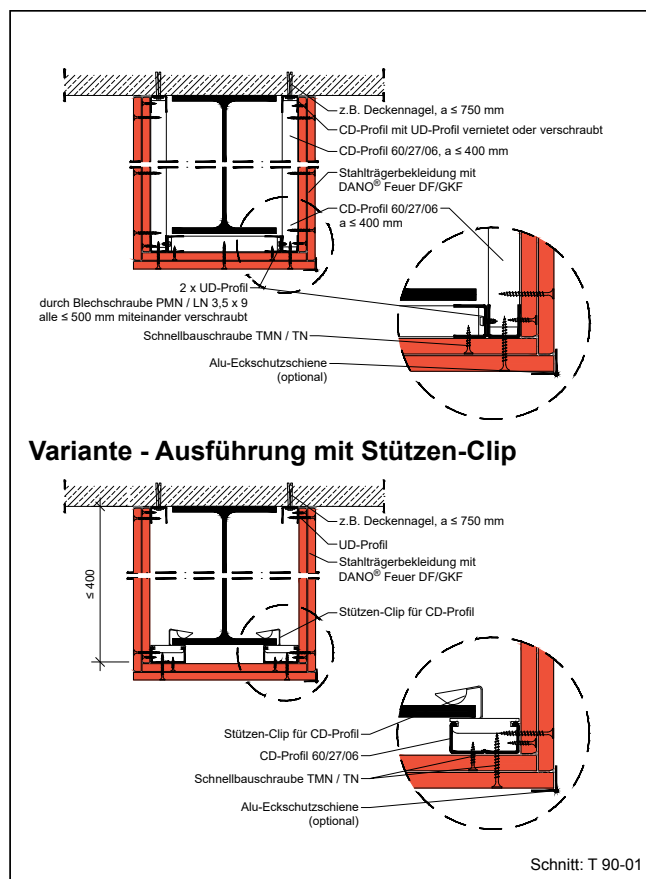 z.B. Deckennagel, a ≤ 750 mm
CD-Profil mit UD-Profil vernietet oder verschraubt
CD-Profil 60/27/06, a ≤ 400 mm
Stahlträgerbekleidung mit
DANO® Feuer DF/GKF
CD-Profil 60/27/06
a ≤ 400 mm
2 x UD-Profil
durch Blechschraube PMN / LN 3,5 x 9
alle ≤ 500 mm miteinander verschraubt
Schnellbauschraube TMN / TN
Alu-Eckschutzschiene
(optional)
Variante - Ausführung mit Stützen-Clip
z.B. Deckennagel, a ≤ 750 mm
UD-Profil
Stahlträgerbekleidung mit
DANO® Feuer DF/GKF
≤ 400
Stützen-Clip für CD-Profil
Stützen-Clip für CD-Profil
CD-Profil 60/27/06
Schnellbauschraube TMN / TN
Alu-Eckschutzschiene
(optional)
Schnitt: T 90-01